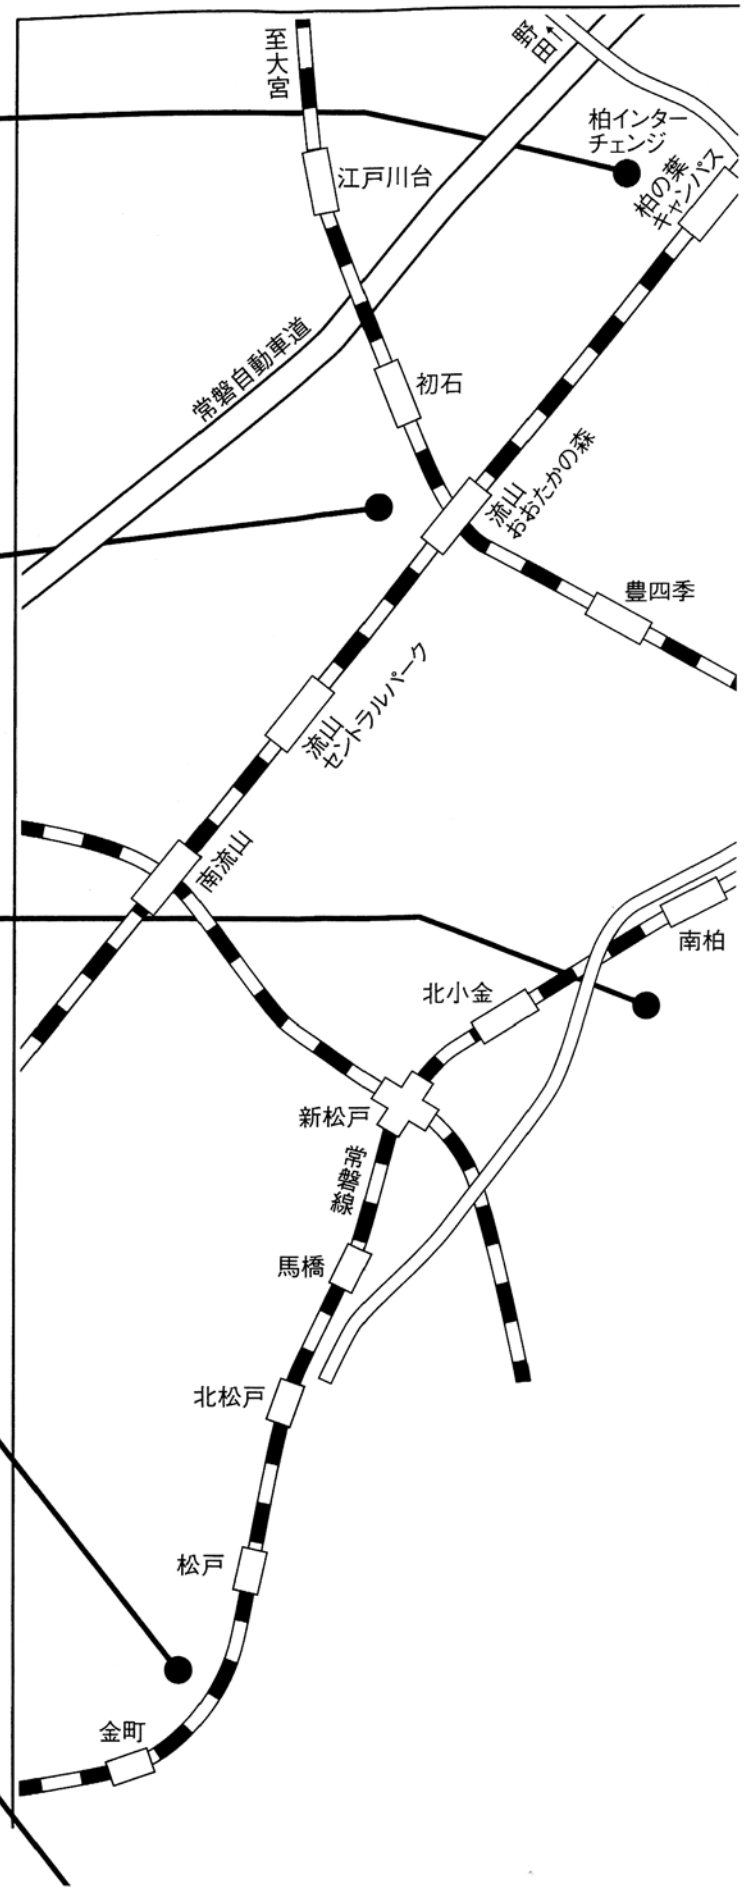 至大宮
野田←
柏インター
チェンジ
江戸川台
柏の葉
キャンパス
常磐自動車道
初石
流山
おおたかの森
豊四季
流山
セントラルパーク
南流山
南柏
北小金
新松戸
常磐線
馬橋
北松戸
松戸
金町